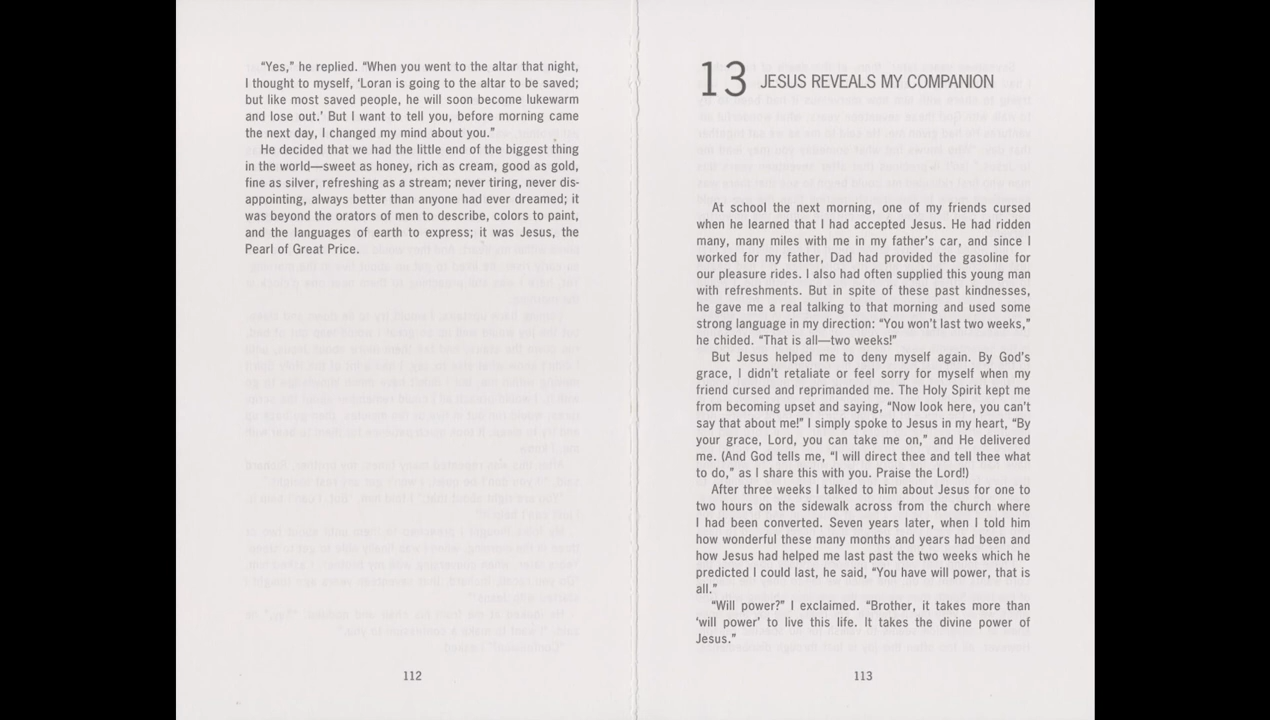 “Yes,” he replied. “When you went to the altar that night,
I thought to myself, ‘Loran is going to the altar to be saved;
but like most saved people, he will soon become lukewarm
and lose out.’ But I want to tell you, before morning came
the next day, I changed my mind about you.”
He decided that we had the little end of the biggest thing
in the world—sweet as honey, rich as cream, good as gold,
fine as silver, refreshing as a stream; never tiring, never dis-
appointing, always better than anyone had ever dreamed; it
was beyond the orators of men to describe, colors to paint,
and the languages of earth to express; it was Jesus, the
Pearl of Great Price.
112
13 JESUS REVEALS MY COMPANION
At school the next morning, one of my friends cursed
when he learned that I had accepted Jesus. He had ridden
many, many miles with me in my father’s car, and since I
worked for my father, Dad had provided the gasoline for
our pleasure rides. I also had often supplied this young man
with refreshments. But in spite of these past kindnesses,
he gave me a real talking to that morning and used some
strong language in my direction: “You won’t last two weeks,”
he chided. “That is all—two weeks!”
But Jesus helped me to deny myself again. By God’s
grace, I didn’t retaliate or feel sorry for myself when my
friend cursed and reprimanded me. The Holy Spirit kept me
from becoming upset and saying, “Now look here, you can’t
say that about me!” I simply spoke to Jesus in my heart, “By
your grace, Lord, you can take me on,” and He delivered
me. (And God tells me, “I will direct thee and tell thee what
to do,” as I share this with you. Praise the Lord!)
After three weeks I talked to him about Jesus for one to
two hours on the sidewalk across from the church where
I had been converted. Seven years later, when I told him
how wonderful these many months and years had been and
how Jesus had helped me last past the two weeks which he
predicted I could last, he said, “You have will power, that is
all.”
“Will power?” I exclaimed. “Brother, it takes more than
‘will power’ to live this life. It takes the divine power of
Jesus.”
113